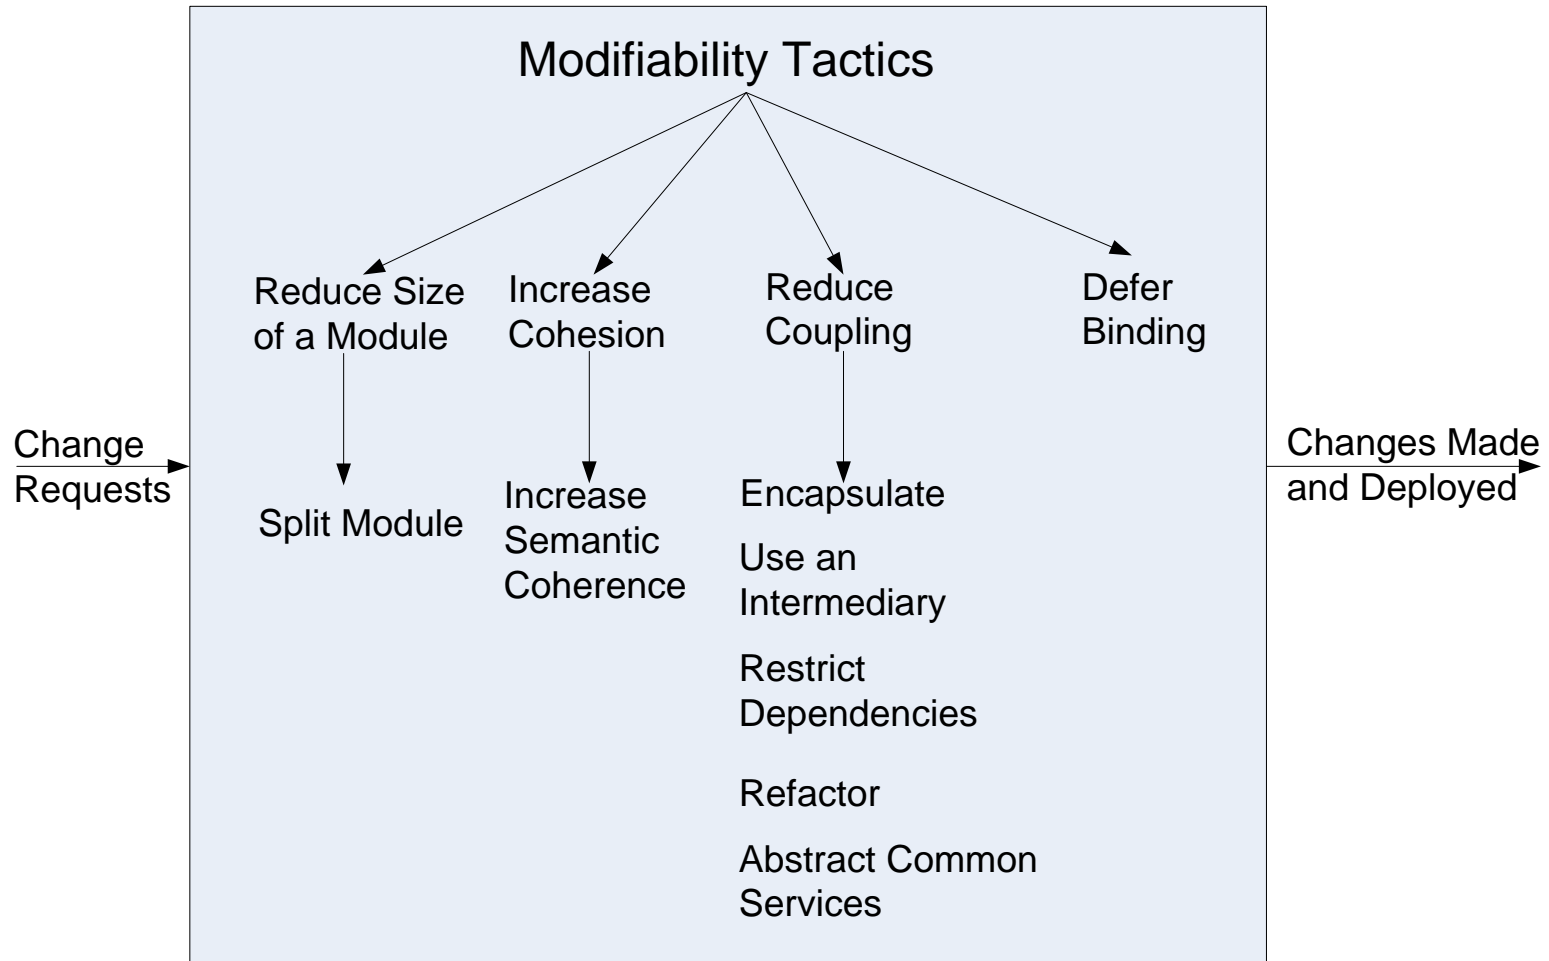 Modifiability Tactics
Reduce Size
of a Module
Increase
Cohesion
Reduce
Coupling
Defer
Binding
Change
Requests
Changes Made
and Deployed
Split Module
Increase
Semantic
Coherence
Encapsulate
Use an
Intermediary
Restrict
Dependencies
Refactor
Abstract Common
Services